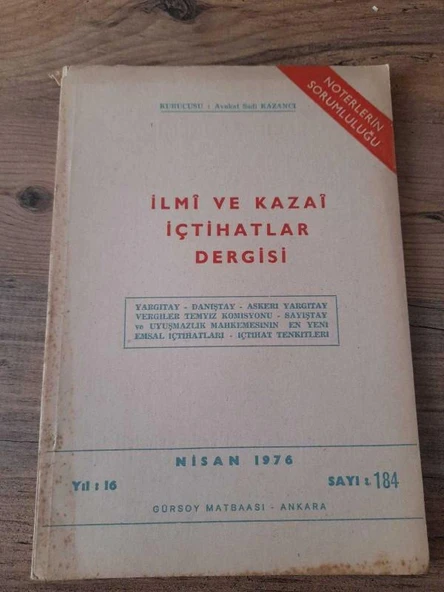 NOTERLERİN
SORUMLULUĞU
KURUCUSU : Avukat Sadi KAZANCI
İLMÎ VE KAZAÎ
İÇTİHATLAR
DERGİSİ
YARGITAY - DANIŞTAY - ASKERİ YARGITAY
VERGİLER TEMYİZ KOMİSYONU - SAYIŞTAY
ve UYUŞMAZLIK MAHKEMESİNİN EN YENİ
EMSAL İÇTİHATLARI - İÇTİHAT TENKİTLERİ
NİSAN 1976
Yıl : 16
SAYI : 184
GÜRSOY MATBAASI - ANKARA